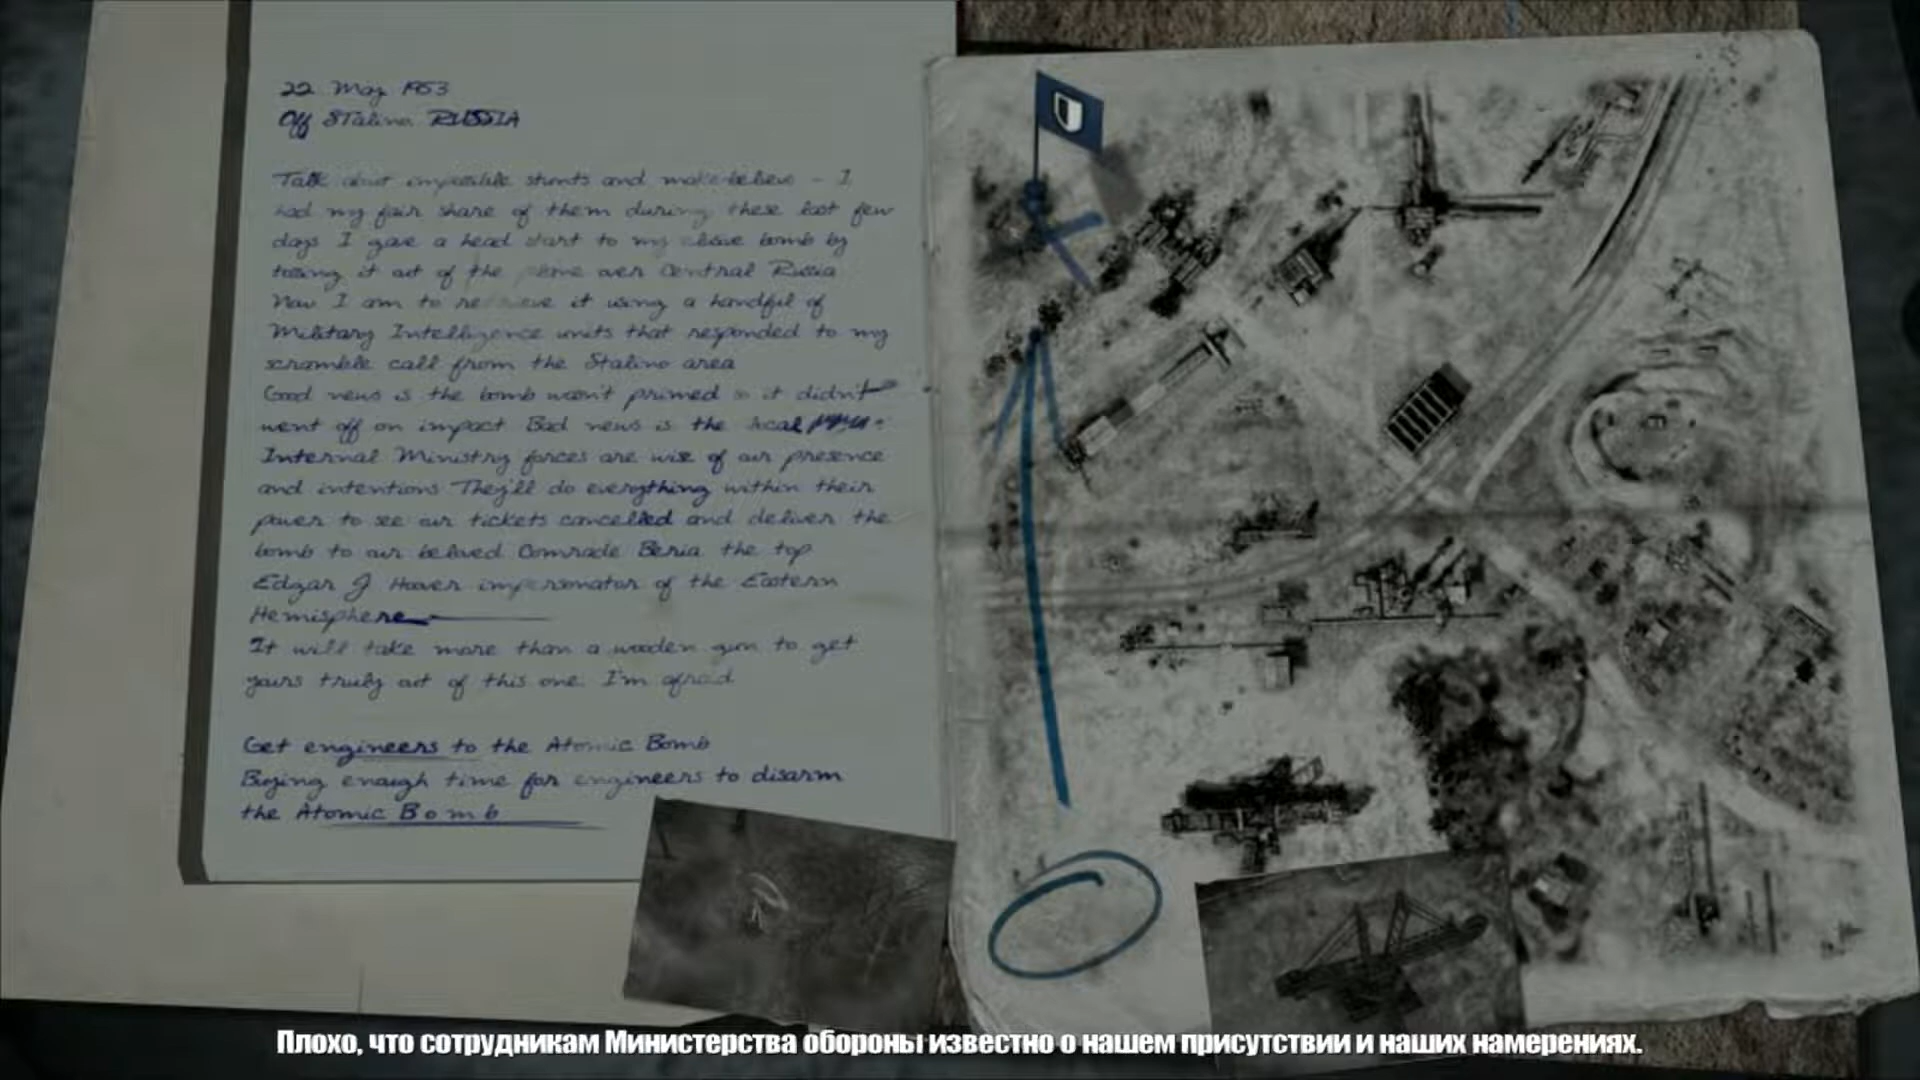 22 May 1953
Off STalino. RUSSIA
Talk about impossible stunts and make-believe - I
had my fair share of them during these last few
days I gave a head start to my above bomb by
tossing it out of the plane over Central Russia
Now I am to retrieve it using a handful of
Military Intelligence units that responded to my
scramble call from the Stalino area
Good news is the bomb wasn't primed so it didn't
went off on impact Bad news is the local
Internal Ministry forces are wise of our presence
and intentions They'll do everything within their
power to see our tickets cancelled and deliver the
bomb to our beloved Comrade Beria the top
Edgar J Hoover impersonator of the Eastern
Hemisphere
It will take more than a wooden gun to get
yours truly out of this one. I'm afraid
Get engineers to the Atomic Bomb
Buying enough time for engineers to disarm
the Atomic Bomb
Плохо, что сотрудникам Министерства обороны известно о нашем присутствии и наших намерениях.